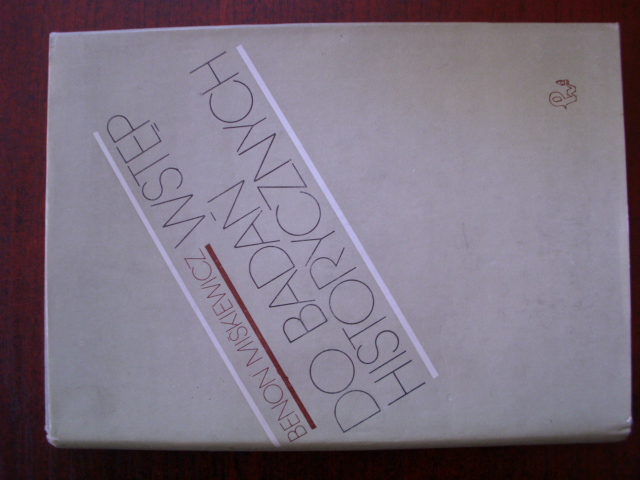 BENON MIŚKIEWICZ
WSTĘP
DO BADAŃ
HISTORYCZNYCH